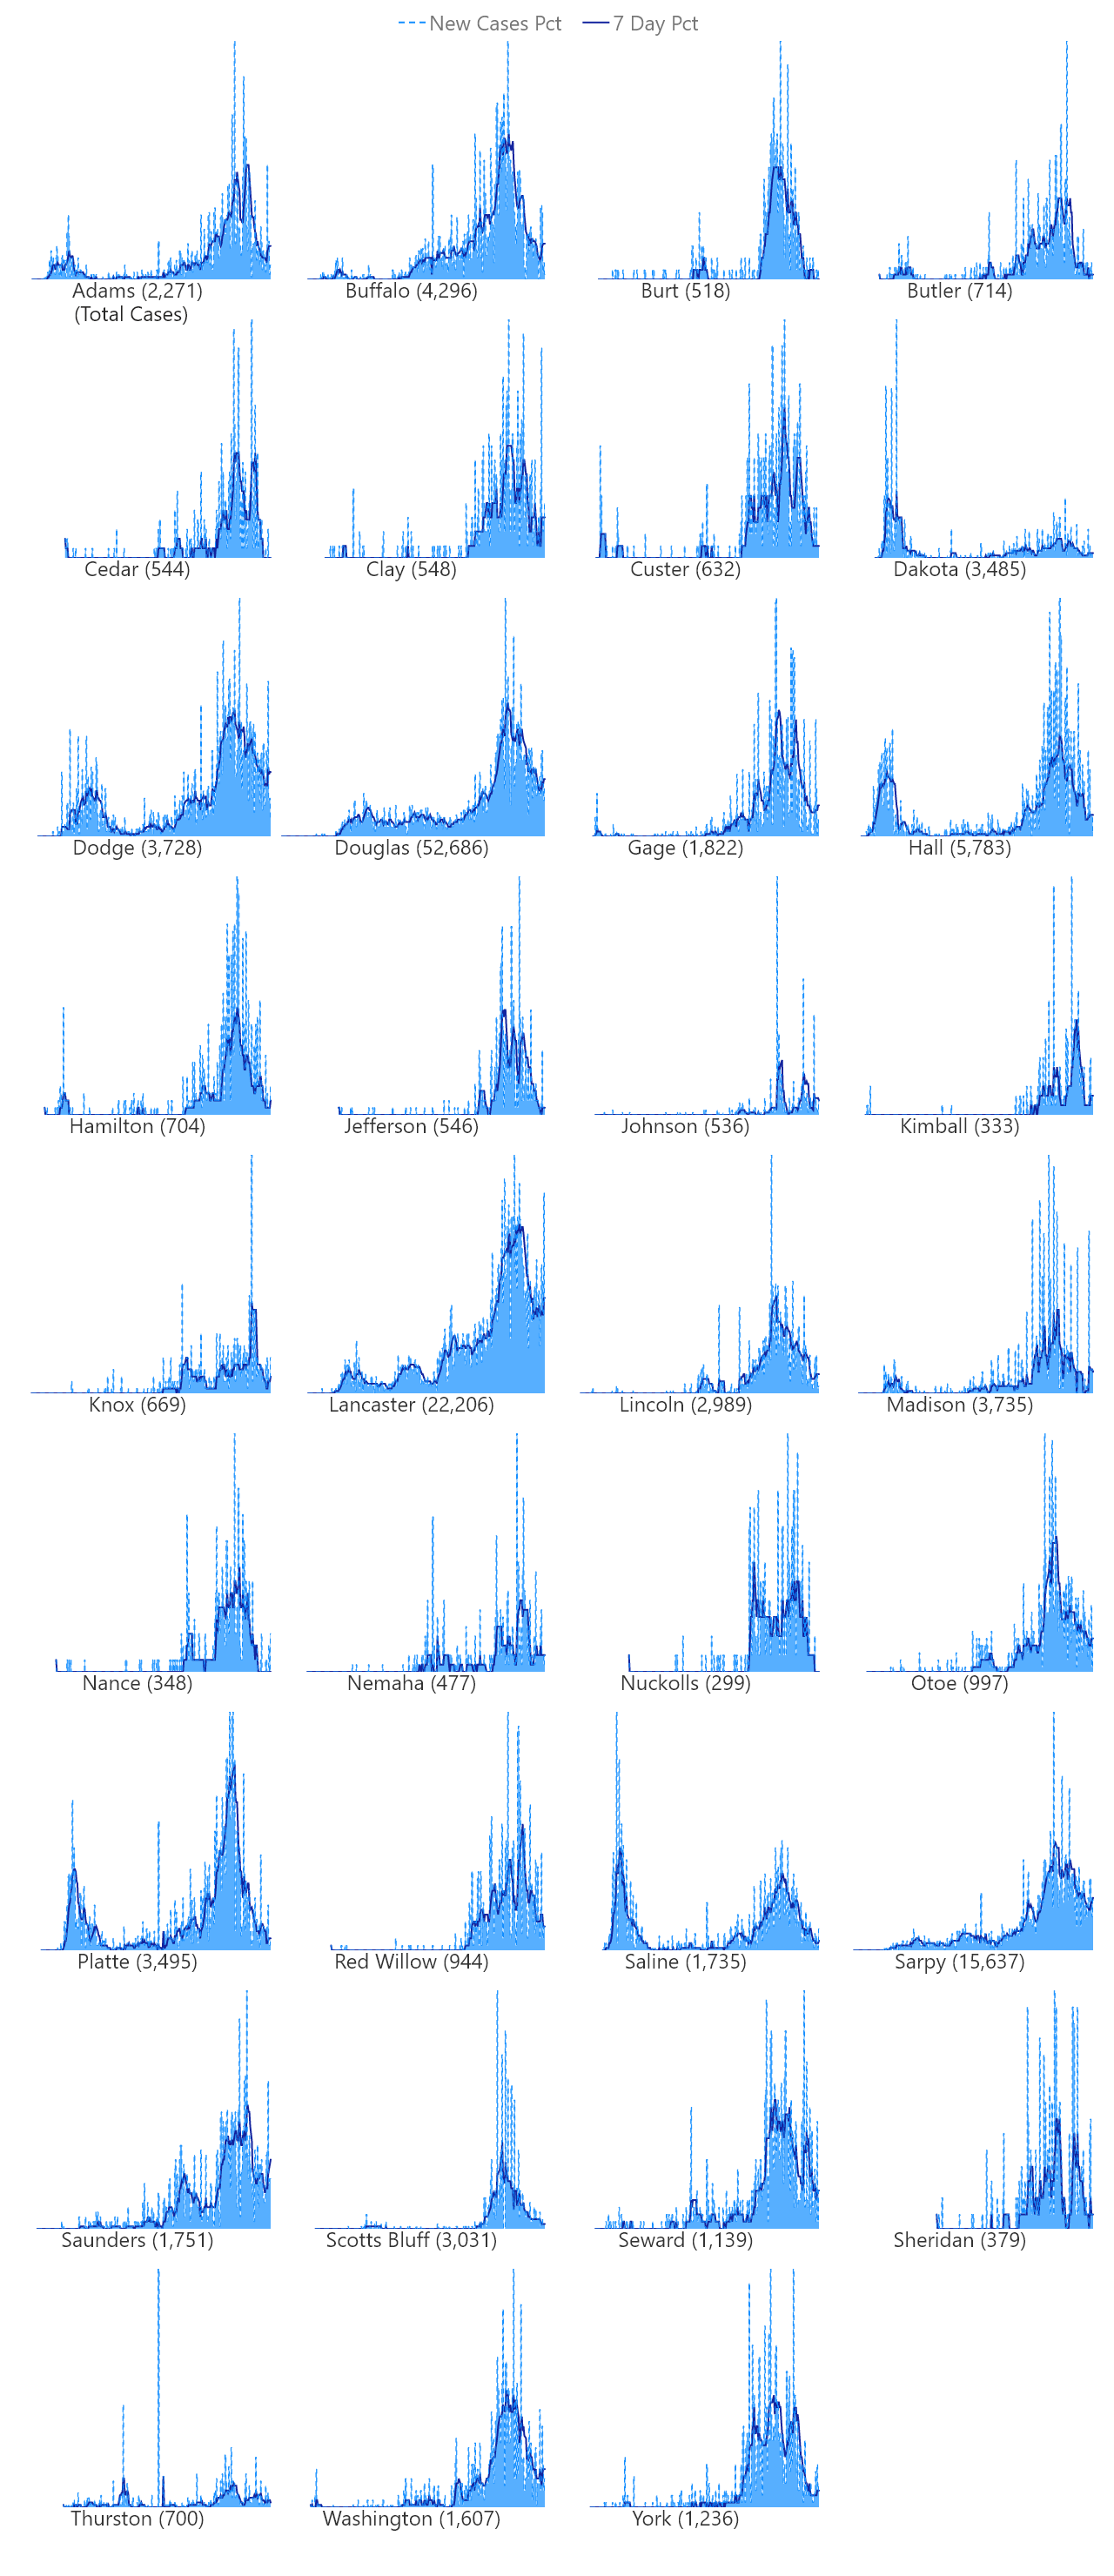 New Cases Pct 7 Day Pct
Adams (2,271) Buffalo (4,296) Burt (518) Butler (714)
(Total Cases)
Cedar (544) Clay (548) Custer (632) Dakota (3,485)
Dodge (3,728) Douglas (52,686) Gage (1,822) Hall (5,783)
Hamilton (704) Jefferson (546) Johnson (536) Kimball (333)
Knox (669) Lancaster (22,206) Lincoln (2,989) Madison (3,735)
Nance (348) Nemaha (477) Nuckolls (299) Otoe (997)
Platte (3,495) Red Willow (944) Saline (1,735) Sarpy (15,637)
Saunders (1,751) Scotts Bluff (3,031) Seward (1,139) Sheridan (379)
Thurston (700) Washington (1,607) York (1,236)